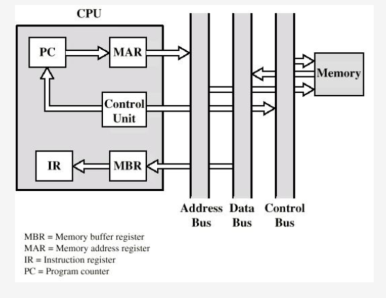 CPU
PC
MAR
Memory
Control
Unit
IR
MBR
Address Data Control
Bus Bus Bus
MBR = Memory buffer register
MAR = Memory address register
IR = Instruction register
PC = Program counter